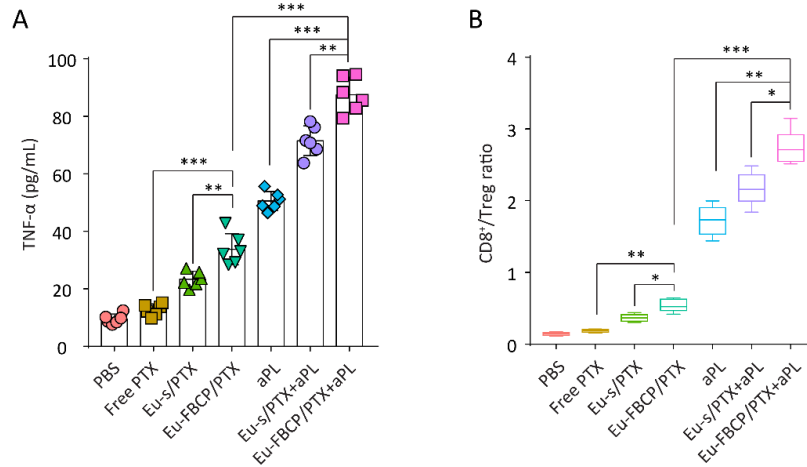 A
TNF-α (pg/mL)
100
80
60
40
20
0
***
***
**
***
**
PBS
Free PTX
Eu-s/PTX
Eu-FBCP/PTX
aPL
Eu-s/PTX+aPL
Eu-FBCP/PTX+aPL
B
CD8⁺/Treg ratio
4
3
2
1
0
***
**
*
**
*
PBS
Free PTX
Eu-s/PTX
Eu-FBCP/PTX
aPL
Eu-s/PTX+aPL
Eu-FBCP/PTX+aPL